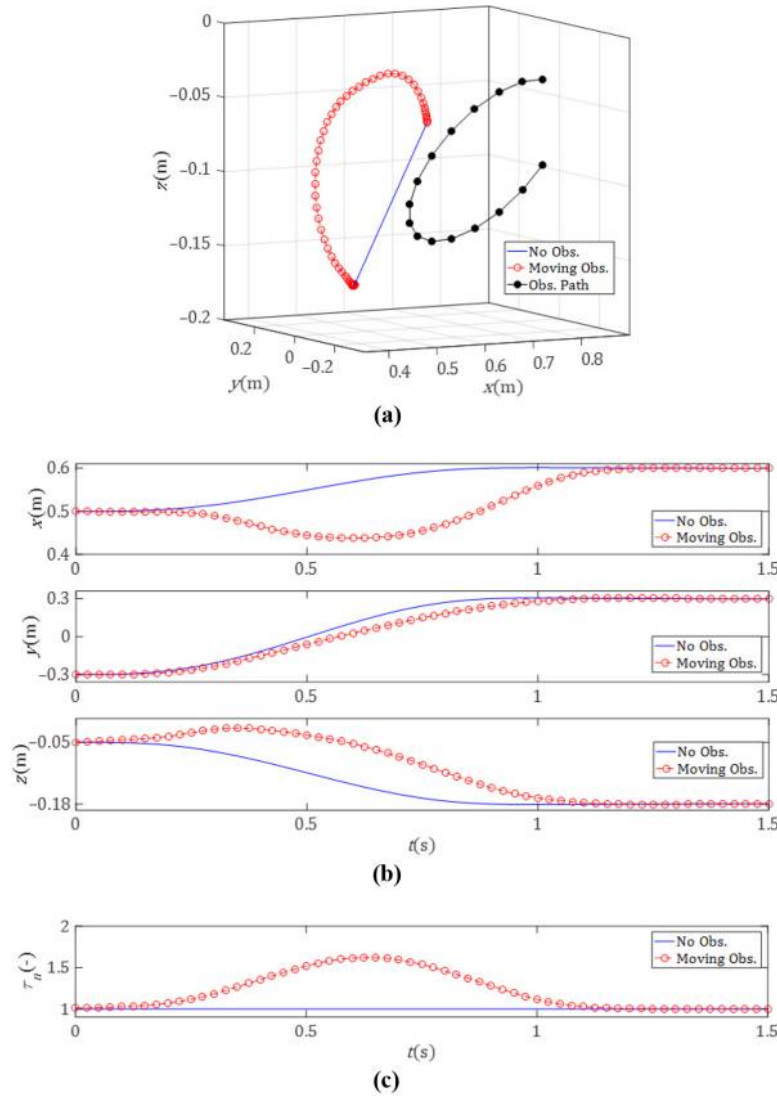 0
−0.05
−0.1
−0.15
−0.2
z(m)
0.2
0
−0.2
y(m)
0.4
0.5
0.6
0.7
0.8
x(m)
No Obs.
Moving Obs.
Obs. Path
(a)
0.6
0.5
0.4
x(m)
No Obs.
Moving Obs.
0 0.5 1 1.5
0.3
0
−0.3
y(m)
No Obs.
Moving Obs.
0 0.5 1 1.5
−0.05
−0.18
z(m)
No Obs.
Moving Obs.
0 0.5 1 1.5
t(s)
(b)
2
1.5
1
τn(-)
No Obs.
Moving Obs.
0 0.5 1 1.5
t(s)
(c)